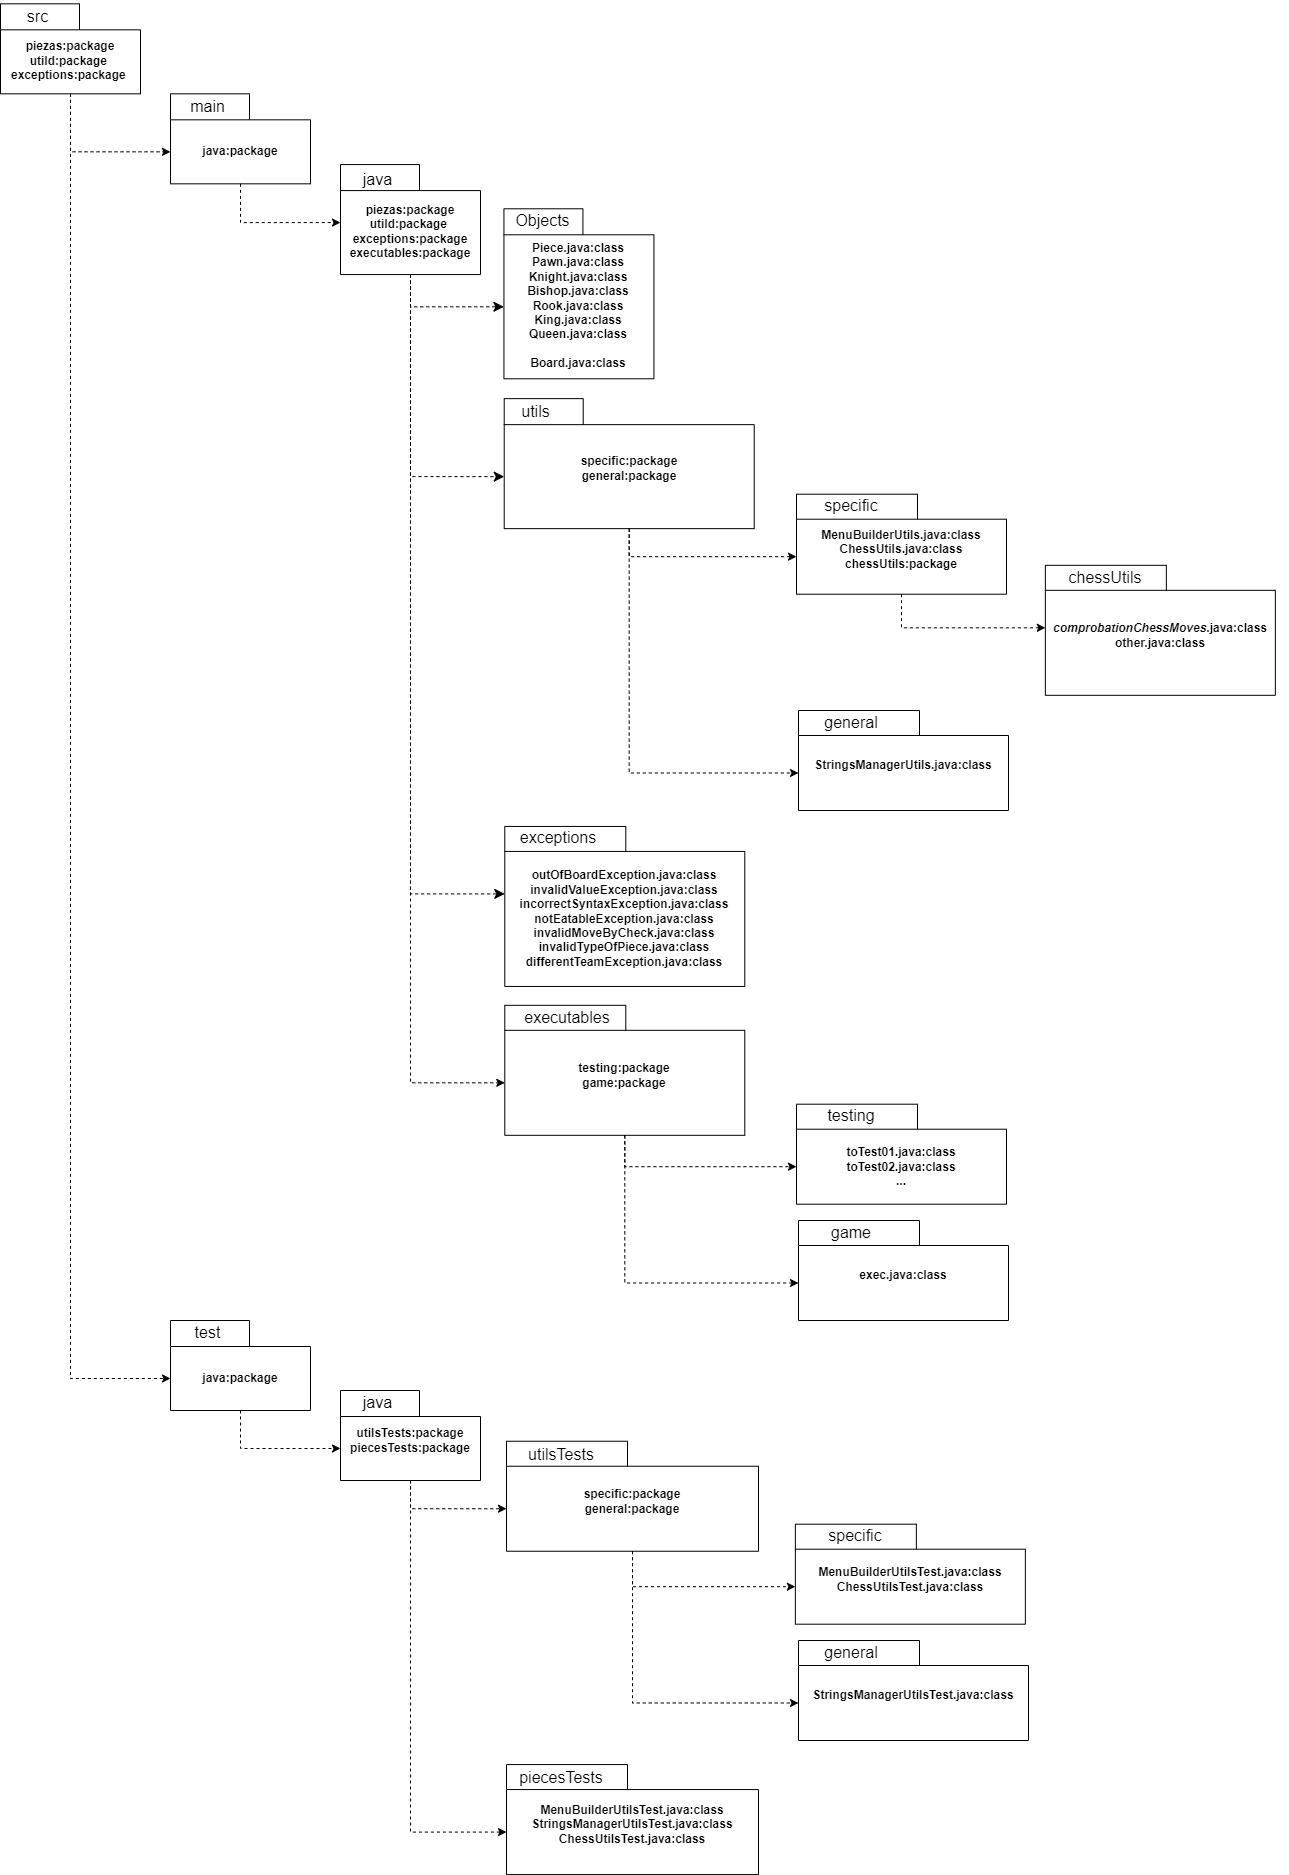 src
piezas:package
utild:package
exceptions:package
main
java:package
java
piezas:package
utild:package
exceptions:package
executables:package
Objects
Piece.java:class
Pawn.java:class
Knight.java:class
Bishop.java:class
Rook.java:class
King.java:class
Queen.java:class
Board.java:class
utils
specific:package
general:package
specific
MenuBuilderUtils.java:class
ChessUtils.java:class
chessUtils:package
chessUtils
comprobationChessMoves.java:class
other.java:class
general
StringsManagerUtils.java:class
exceptions
outOfBoardException.java:class
invalidValueException.java:class
incorrectSyntaxException.java:class
notEatableException.java:class
invalidMoveByCheck.java:class
invalidTypeOfPiece.java:class
differentTeamException.java:class
executables
testing:package
game:package
testing
toTest01.java:class
toTest02.java:class
...
game
exec.java:class
test
java:package
java
utilsTests:package
piecesTests:package
utilsTests
specific:package
general:package
specific
MenuBuilderUtilsTest.java:class
ChessUtilsTest.java:class
general
StringsManagerUtilsTest.java:class
piecesTests
MenuBuilderUtilsTest.java:class
StringsManagerUtilsTest.java:class
ChessUtilsTest.java:class